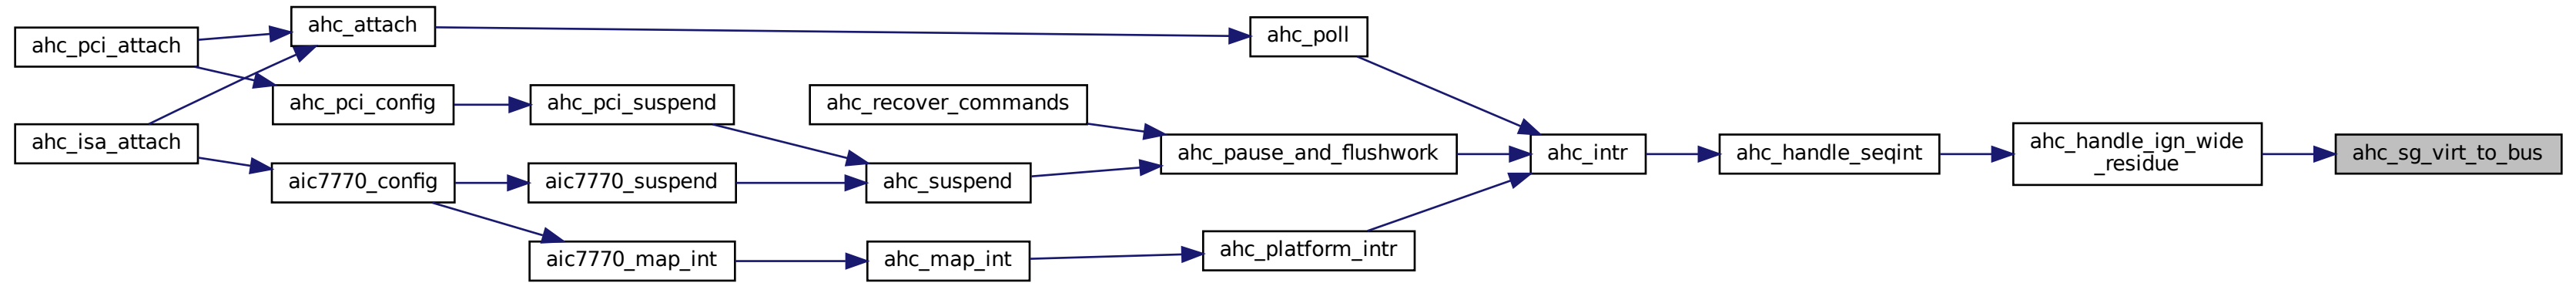 ahc_attach
ahc_poll
ahc_pci_attach
ahc_pci_config
ahc_pci_suspend
ahc_recover_commands
ahc_isa_attach
ahc_pause_and_flushwork
ahc_intr
ahc_handle_seqint
ahc_handle_ign_wide
_residue
ahc_sg_virt_to_bus
aic7770_config
aic7770_suspend
ahc_suspend
aic7770_map_int
ahc_map_int
ahc_platform_intr